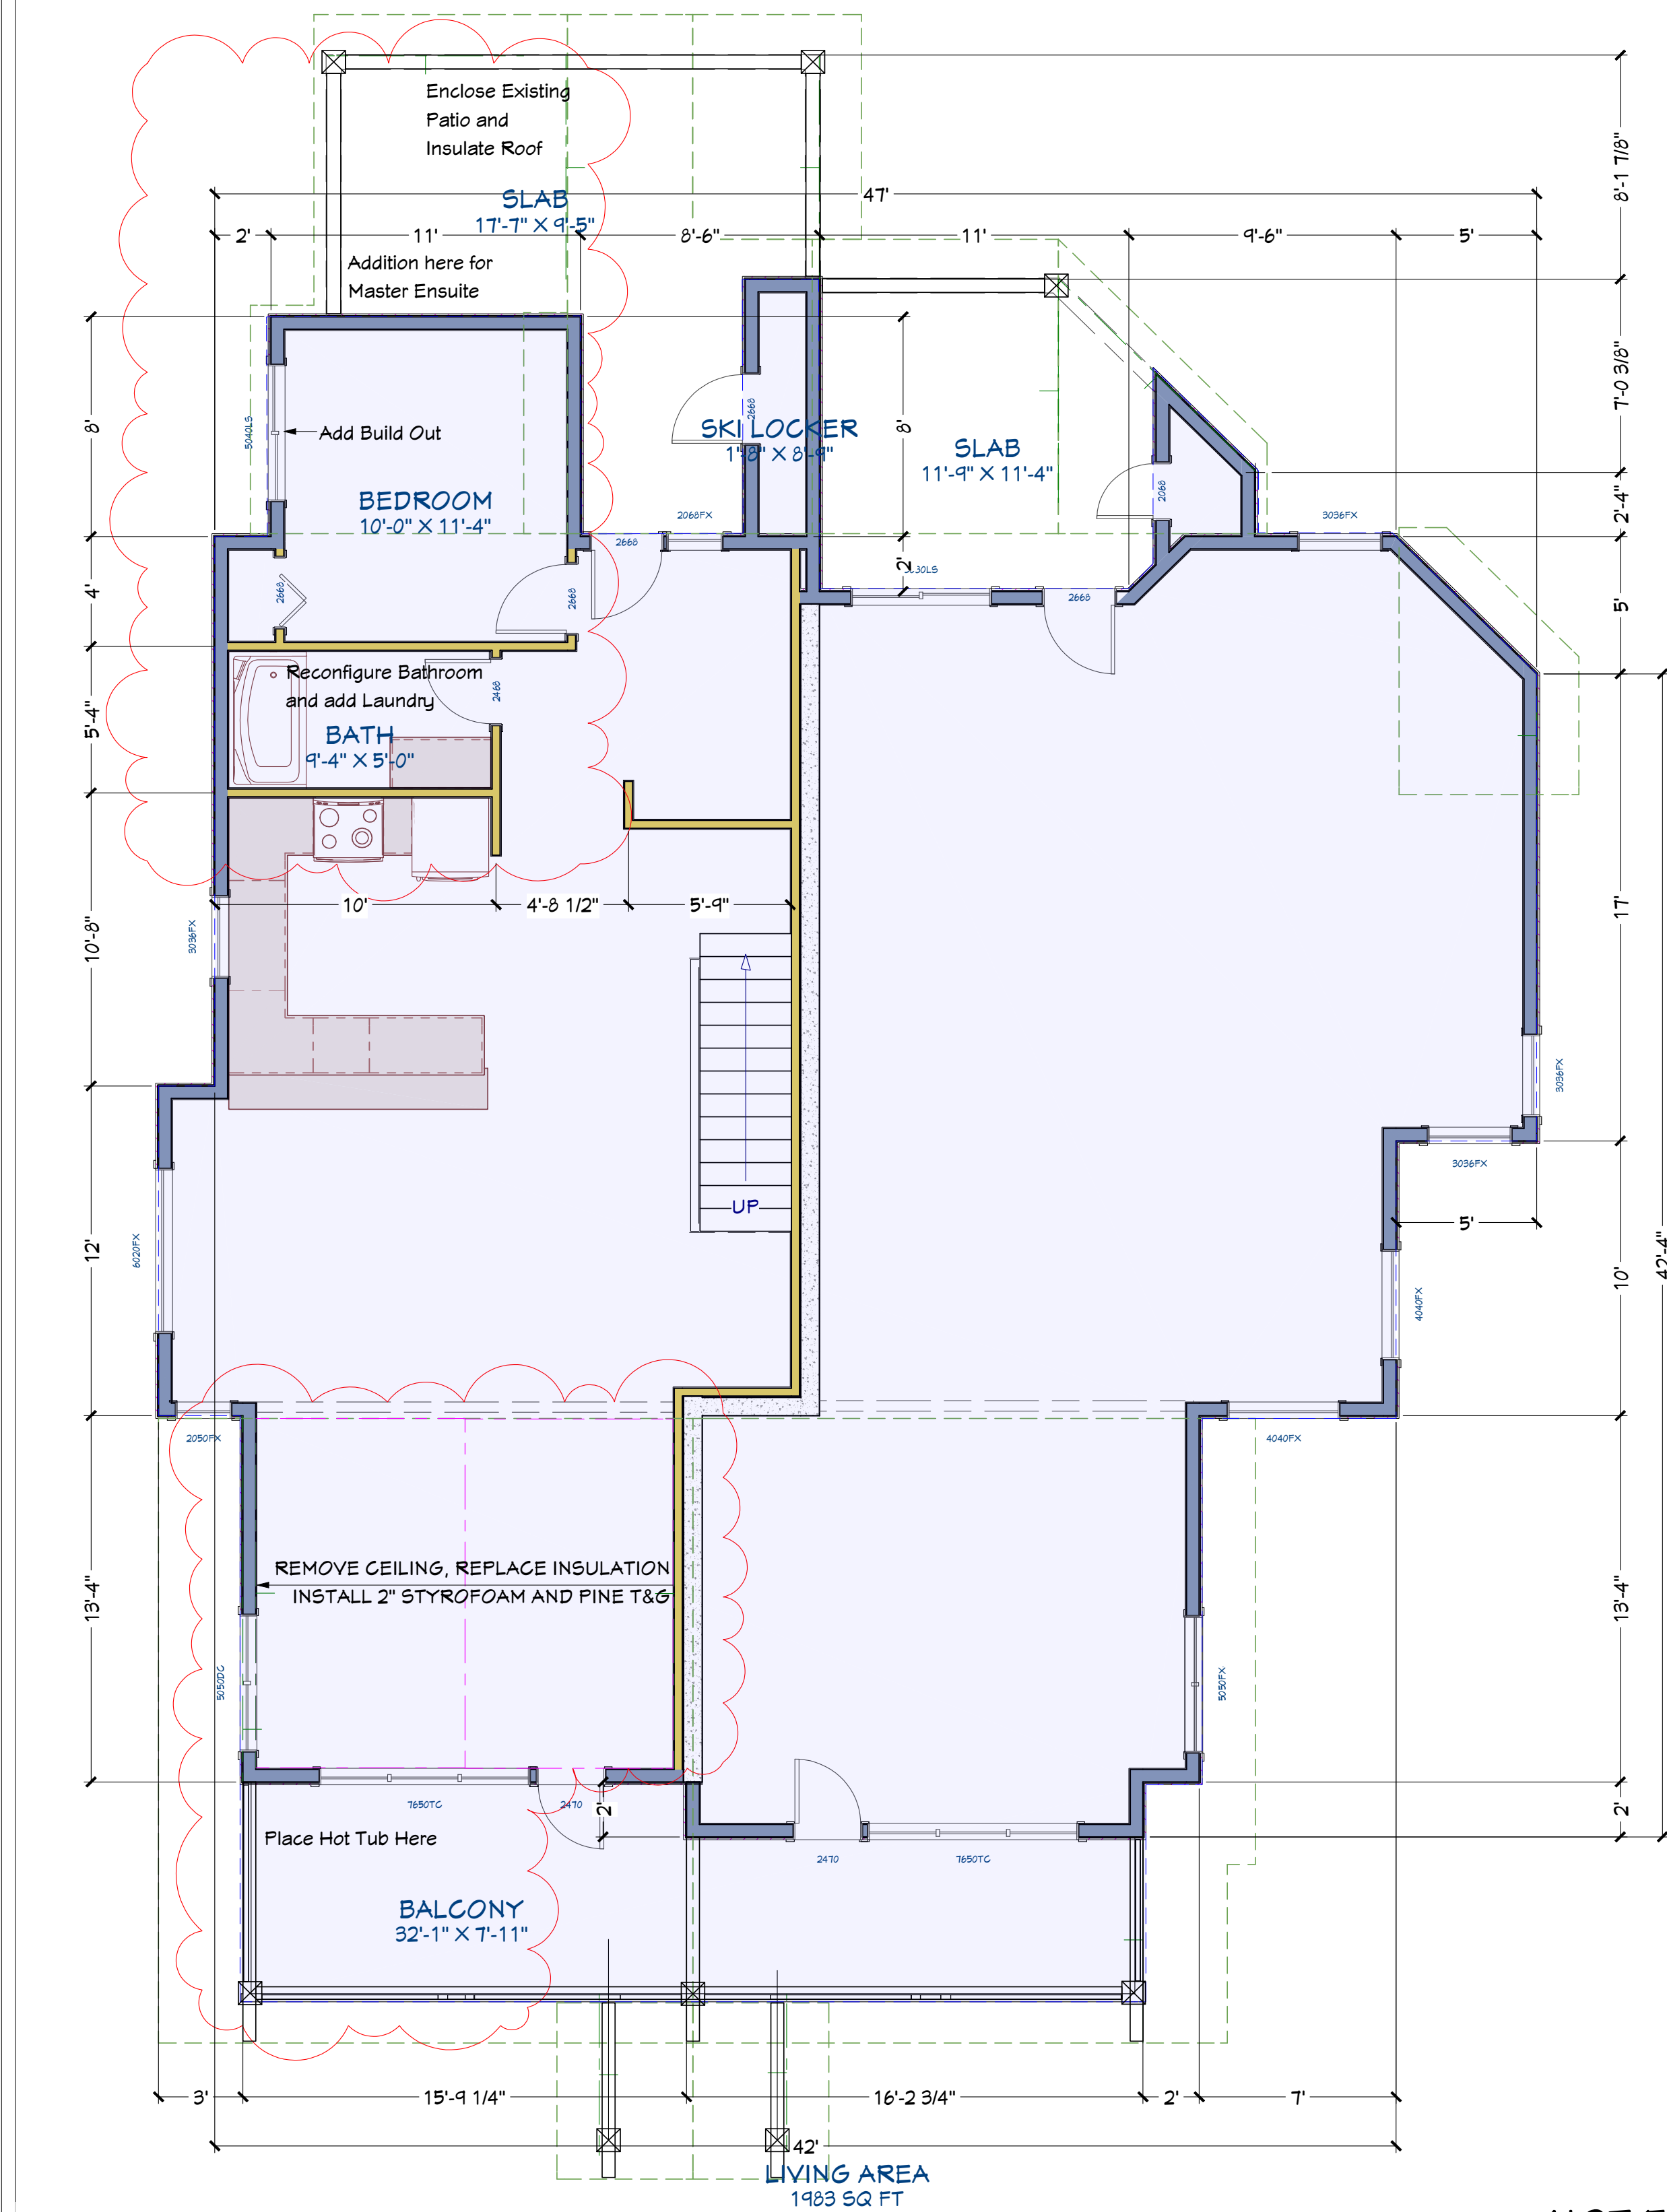 Enclose Existing
Patio and
Insulate Roof
SLAB
17'-7" X 9'-5"
47'
2'
11'
8'-6"
11'
9'-6"
5'
8'-1 7/8"
Addition here for
Master Ensuite
7'-0 3/8"
8'
5040LS
Add Build Out
2668
SKI LOCKER
1'-8" X 8'-9"
8'
SLAB
11'-9" X 11'-4"
BEDROOM
10'-0" X 11'-4"
2068
2'-4"
2068FX
3036FX
2668
2'
4'
2668
2668
2668
5'
Reconfigure Bathroom
and add Laundry
2468
5'-4"
BATH
9'-4" X 5'-0"
10'
4'-8 1/2"
5'-9"
17'
10'-8"
3036FX
3036FX
3036FX
UP
5'
12'
6020FX
10'
42'-4"
4040FX
2050FX
4040FX
REMOVE CEILING, REPLACE INSULATION
INSTALL 2" STYROFOAM AND PINE T&G
13'-4"
13'-4"
5050DC
5050FX
7650TC
2470
2'
2'
Place Hot Tub Here
2470
7650TC
BALCONY
32'-1" X 7'-11"
3'
15'-9 1/4"
16'-2 3/4"
2'
7'
42'
LIVING AREA
1983 SQ FT